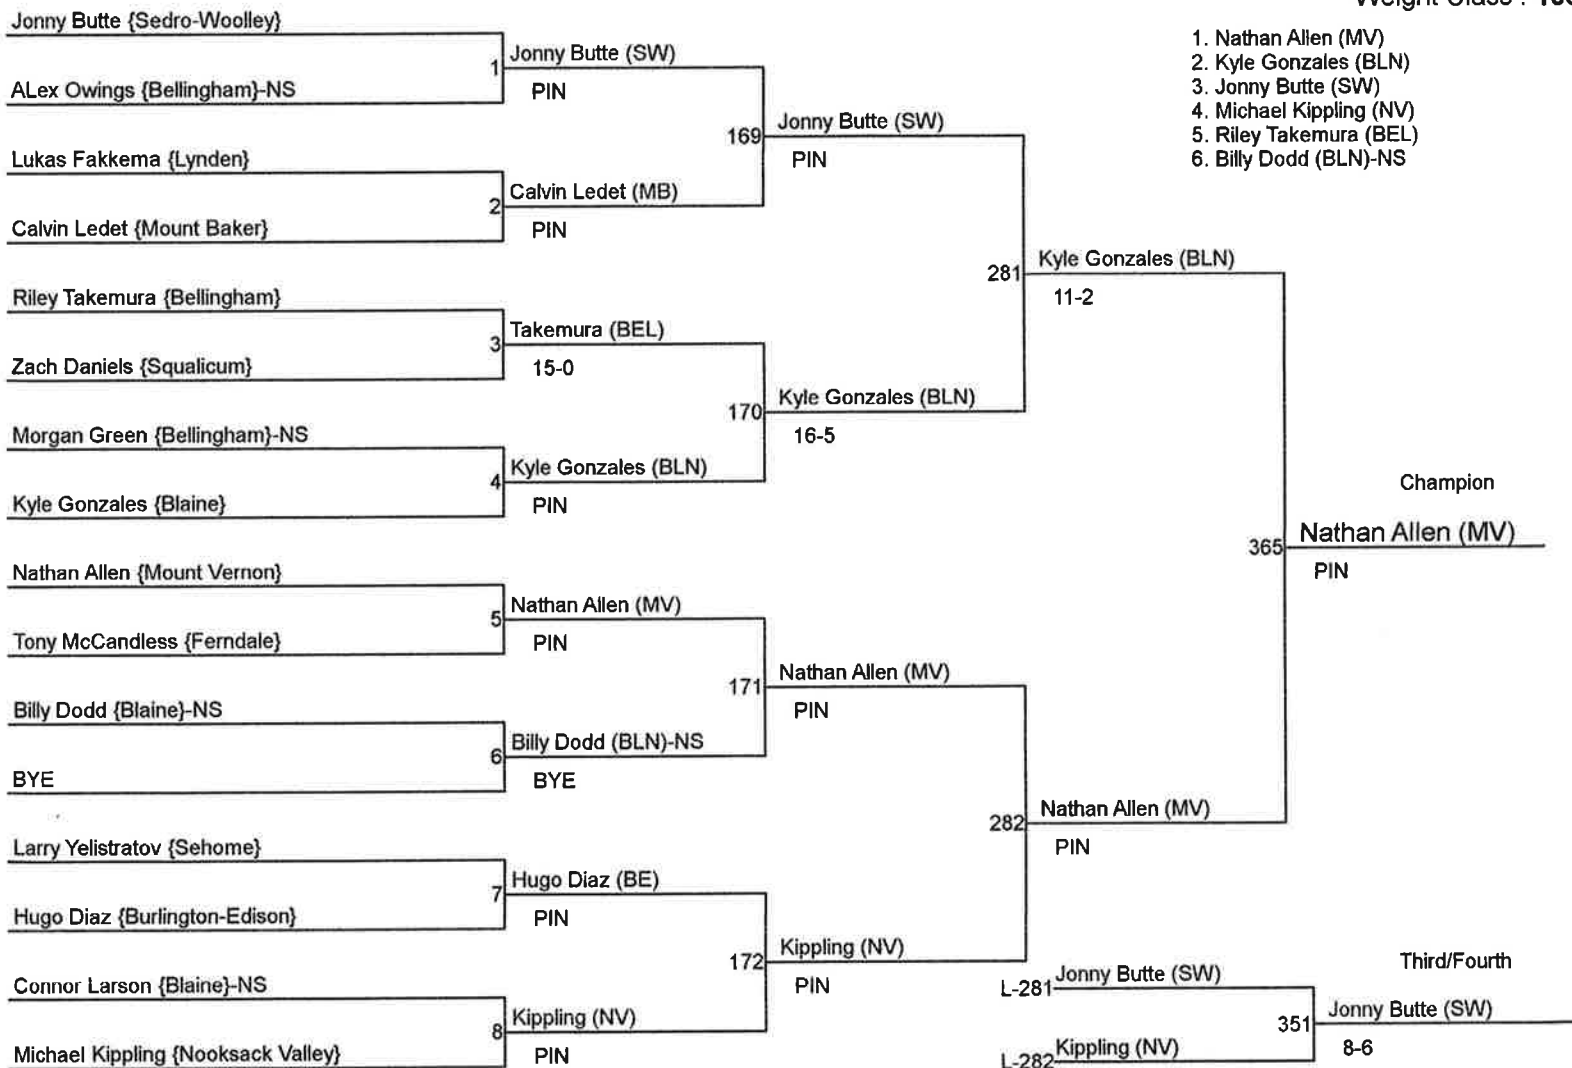 Weight Class :
1. Nathan Allen (MV)
2. Kyle Gonzales (BLN)
3. Jonny Butte (SW)
4. Michael Kippling (NV)
5. Riley Takemura (BEL)
6. Billy Dodd (BLN)-NS
Jonny Butte {Sedro-Woolley}
ALex Owings {Bellingham}-NS
Lukas Fakkema {Lynden}
Calvin Ledet {Mount Baker}
Riley Takemura {Bellingham}
Zach Daniels {Squalicum}
Morgan Green {Bellingham}-NS
Kyle Gonzales {Blaine}
Nathan Allen {Mount Vernon}
Tony McCandless {Ferndale}
Billy Dodd {Blaine}-NS
BYE
Larry Yelistratov {Sehome}
Hugo Diaz {Burlington-Edison}
Connor Larson {Blaine}-NS
Michael Kippling {Nooksack Valley}
1
Jonny Butte (SW)
PIN
2
Calvin Ledet (MB)
PIN
3
Takemura (BEL)
15-0
4
Kyle Gonzales (BLN)
PIN
5
Nathan Allen (MV)
PIN
6
Billy Dodd (BLN)-NS
BYE
7
Hugo Diaz (BE)
PIN
8
Kippling (NV)
PIN
169
Jonny Butte (SW)
PIN
170
Kyle Gonzales (BLN)
16-5
171
Nathan Allen (MV)
PIN
172
Kippling (NV)
PIN
281
Kyle Gonzales (BLN)
11-2
282
Nathan Allen (MV)
PIN
Champion
365
Nathan Allen (MV)
PIN
Third/Fourth
L-281
Jonny Butte (SW)
L-282
Kippling (NV)
351
Jonny Butte (SW)
8-6